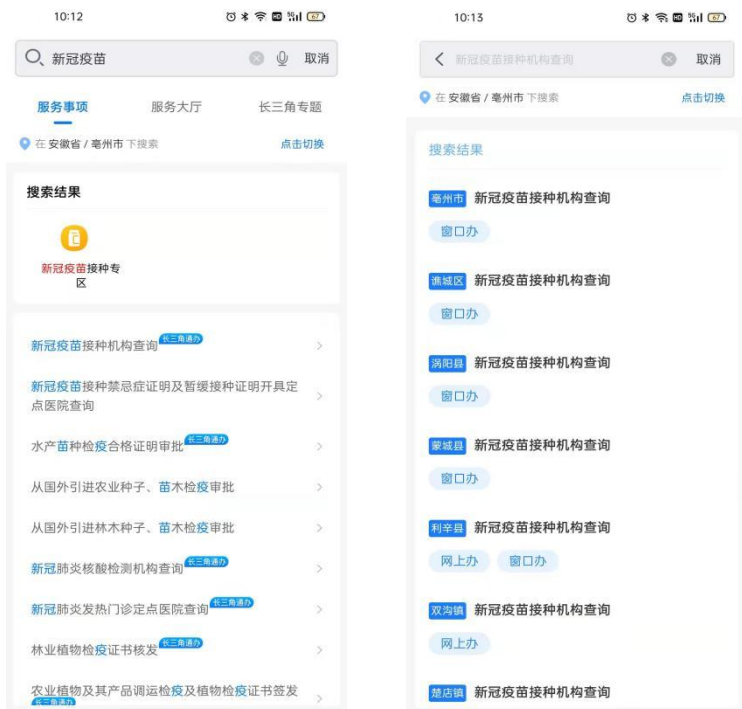 10:12
5G
67
新冠疫苗
取消
服务事项
服务大厅
长三角专题
在 安徽省 / 亳州市 下搜索
点击切换
搜索结果
新冠疫苗接种专
区
新冠疫苗接种机构查询 长三角通办
新冠疫苗接种禁忌症证明及暂缓接种证明开具定
点医院查询
水产苗种检疫合格证明审批 长三角通办
从国外引进农业种子、苗木检疫审批
从国外引进林木种子、苗木检疫审批
新冠肺炎核酸检测机构查询 长三角通办
新冠肺炎发热门诊定点医院查询 长三角通办
林业植物检疫证书核发 长三角通办
农业植物及其产品调运检疫及植物检疫证书签发
长三角通办
10:13
5G
67
新冠疫苗接种机构查询
取消
在 安徽省 / 亳州市 下搜索
点击切换
搜索结果
亳州市 新冠疫苗接种机构查询
窗口办
谯城区 新冠疫苗接种机构查询
窗口办
涡阳县 新冠疫苗接种机构查询
窗口办
蒙城县 新冠疫苗接种机构查询
窗口办
利辛县 新冠疫苗接种机构查询
网上办 窗口办
双沟镇 新冠疫苗接种机构查询
网上办
楚店镇 新冠疫苗接种机构查询